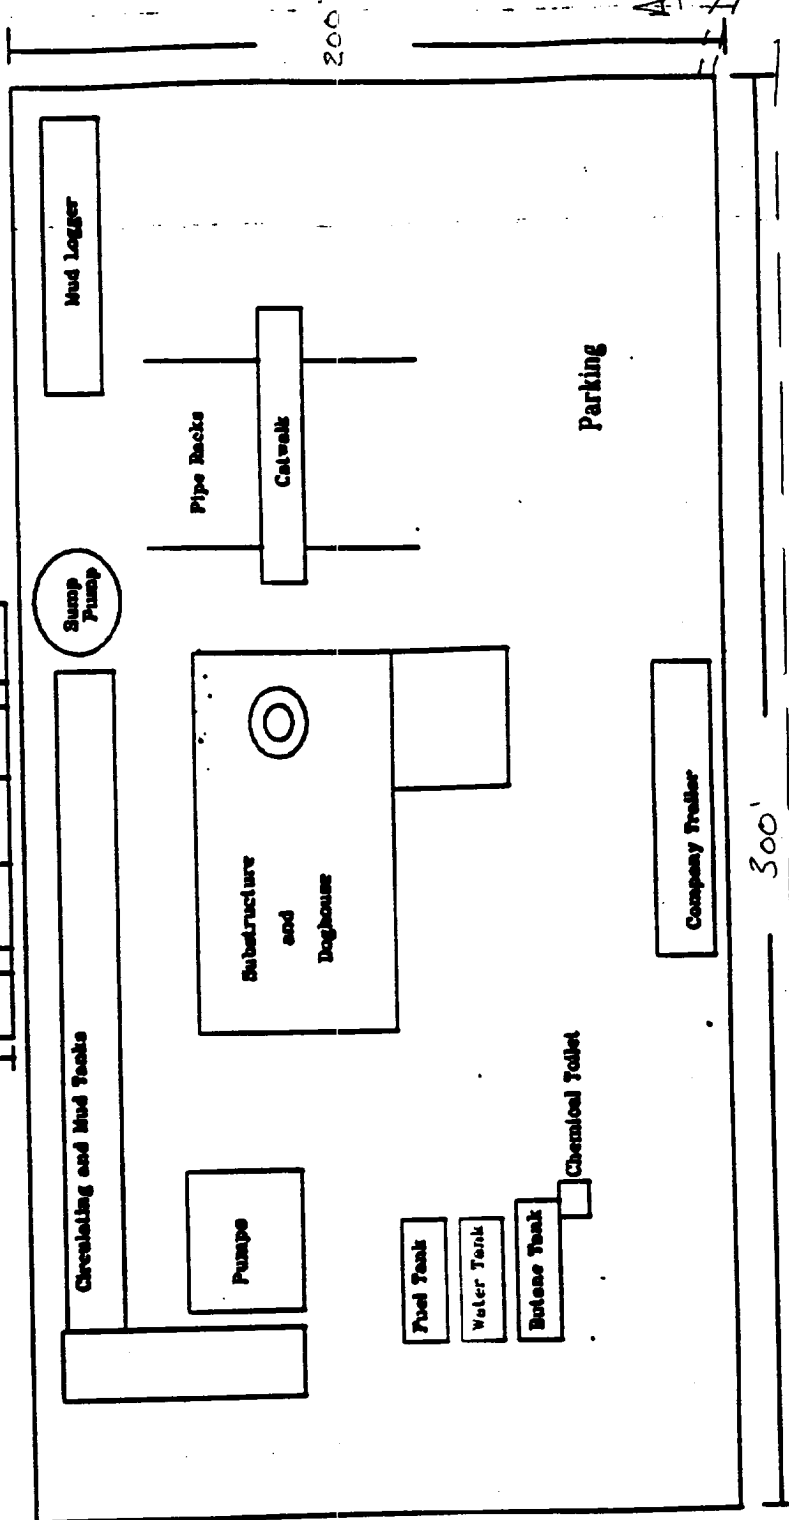 200
Mud Logger
Pipe Racks
Catwalk
Parking
Sump
Pump
Substructure
and
Doghouse
Company Trailer
300'
Circulating and Mud Tanks
Pumps
Chemical Toilet
Fuel Tank
Water Tank
Butane Tank